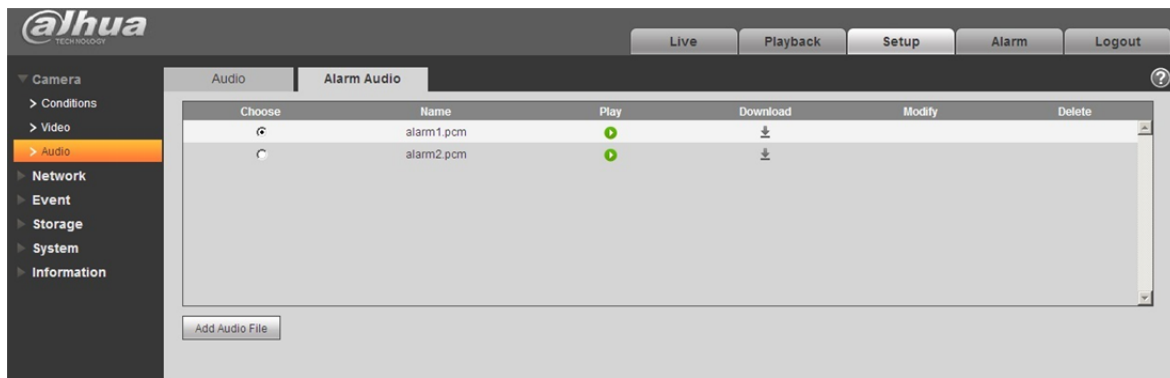 alhua
TECHNOLOGY
Live Playback Setup Alarm Logout
Camera
> Conditions
> Video
> Audio
Network
Event
Storage
System
Information
Audio Alarm Audio
?
Choose Name Play Download Modify Delete
alarm1.pcm
alarm2.pcm
Add Audio File